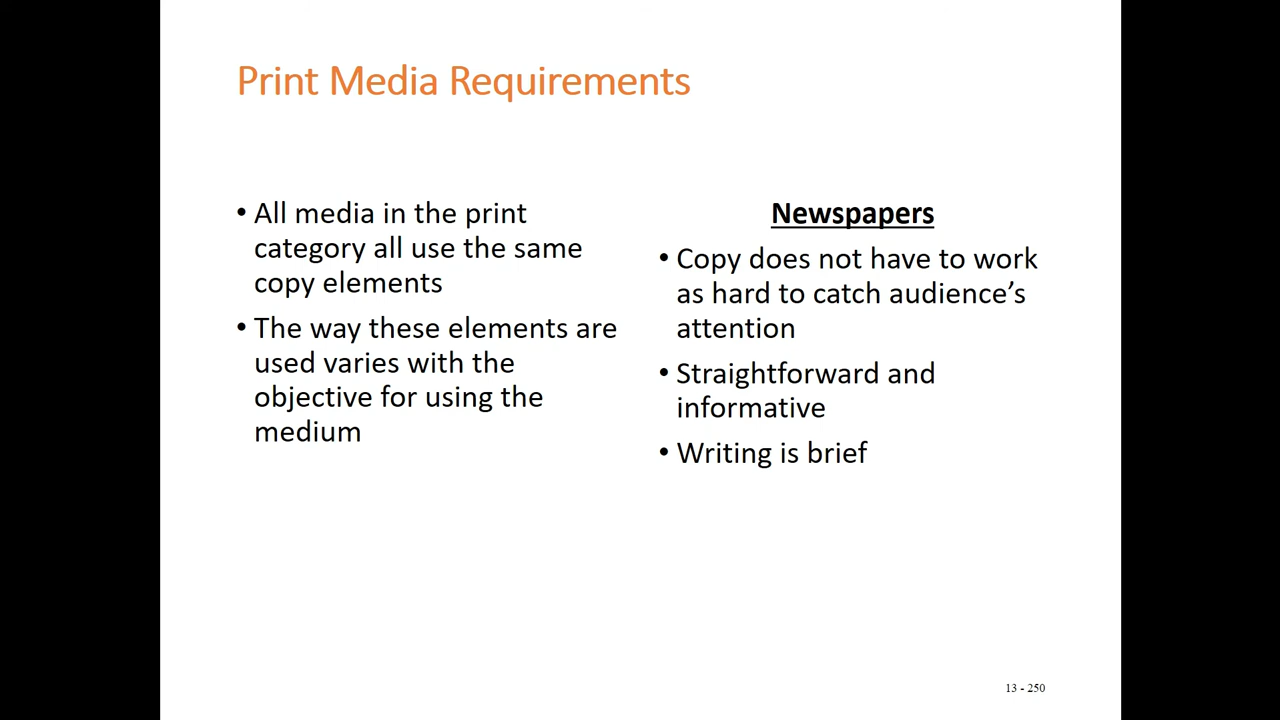 Print Media Requirements
• All media in the print
category all use the same
copy elements
• The way these elements are
used varies with the
objective for using the
medium
Newspapers
• Copy does not have to work
as hard to catch audience’s
attention
• Straightforward and
informative
• Writing is brief
13 - 250